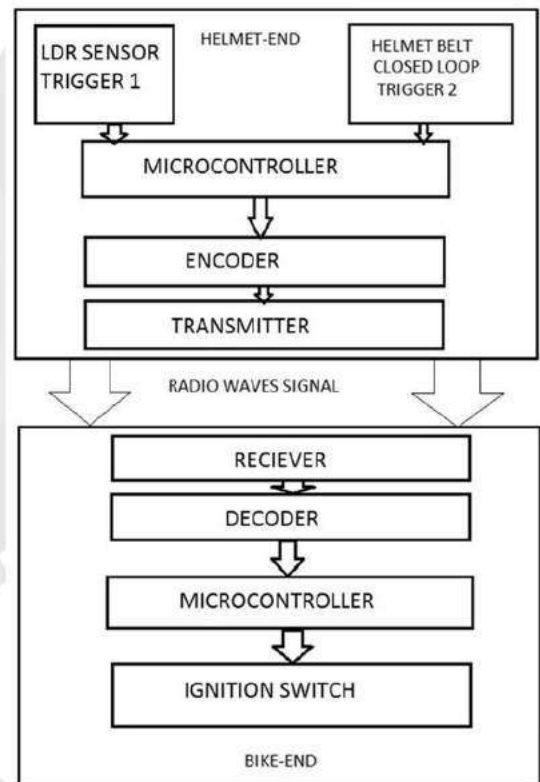 HELMET-END
LDR SENSOR
TRIGGER 1
HELMET BELT
CLOSED LOOP
TRIGGER 2
MICROCONTROLLER
ENCODER
TRANSMITTER
RADIO WAVES SIGNAL
RECIEVER
DECODER
MICROCONTROLLER
IGNITION SWITCH
BIKE-END